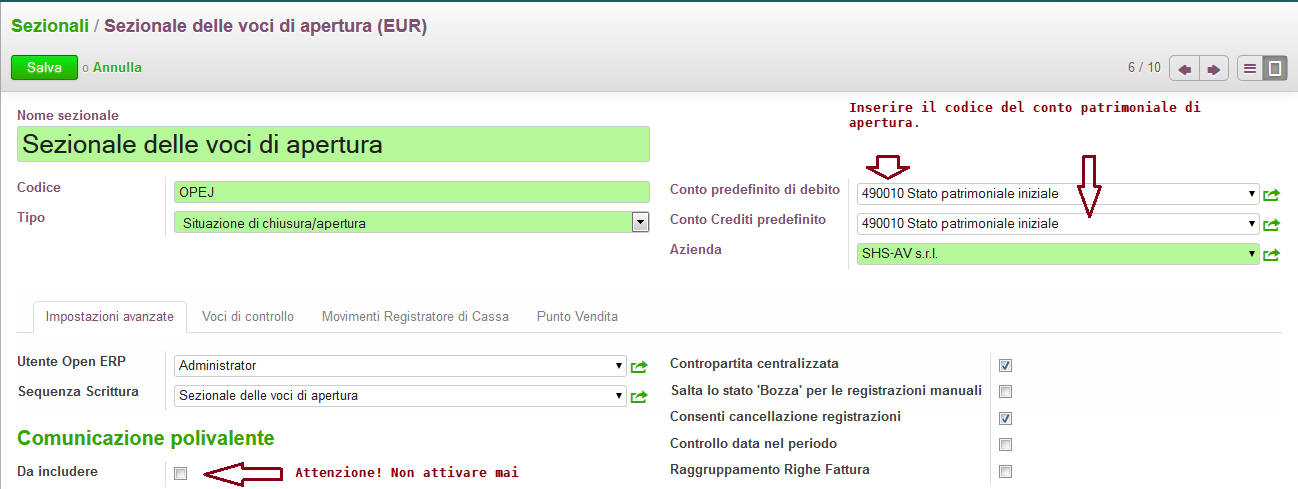 Sezionali / Sezionale delle voci di apertura (EUR)
Salva o Annulla
6 / 10
Nome sezionale
Sezionale delle voci di apertura
Inserire il codice del conto patrimoniale di
apertura.
Codice
OPEJ
Tipo
Situazione di chiusura/apertura
Conto predefinito di debito
490010 Stato patrimoniale iniziale
Conto Crediti predefinito
490010 Stato patrimoniale iniziale
Azienda
SHS-AV s.r.l.
Impostazioni avanzate
Voci di controllo
Movimenti Registratore di Cassa
Punto Vendita
Utente Open ERP
Administrator
Sequenza Scrittura
Sezionale delle voci di apertura
Comunicazione polivalente
Da includere
Attenzione! Non attivare mai
Contropartita centralizzata
Salta lo stato 'Bozza' per le registrazioni manuali
Consenti cancellazione registrazioni
Controllo data nel periodo
Raggruppamento Righe Fattura